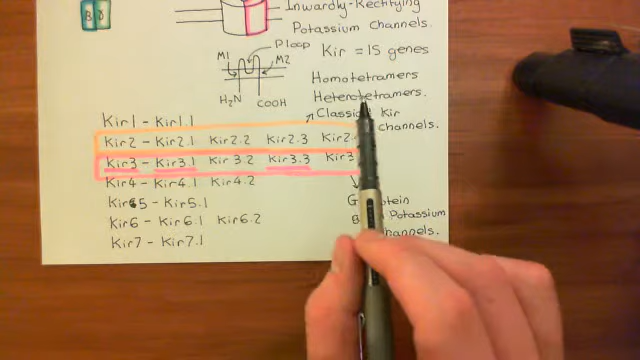 B D
Inwardly-Rectifying
Potassium Channels.
P loop
M1
M2
Kir = 15 genes
Homotetramers
H2N
COOH
Heterotetramers.
Classic Kir
Channels.
Kir1 - Kir1.1
Kir2 - Kir2.1 Kir2.2 Kir2.3
Kir3 - Kir3.1 Kir3.2 Kir3.3
Kir4 - Kir4.1 Kir4.2
Kir5 - Kir5.1
Kir6 - Kir6.1 Kir6.2
Kir7 - Kir7.1
Potassium